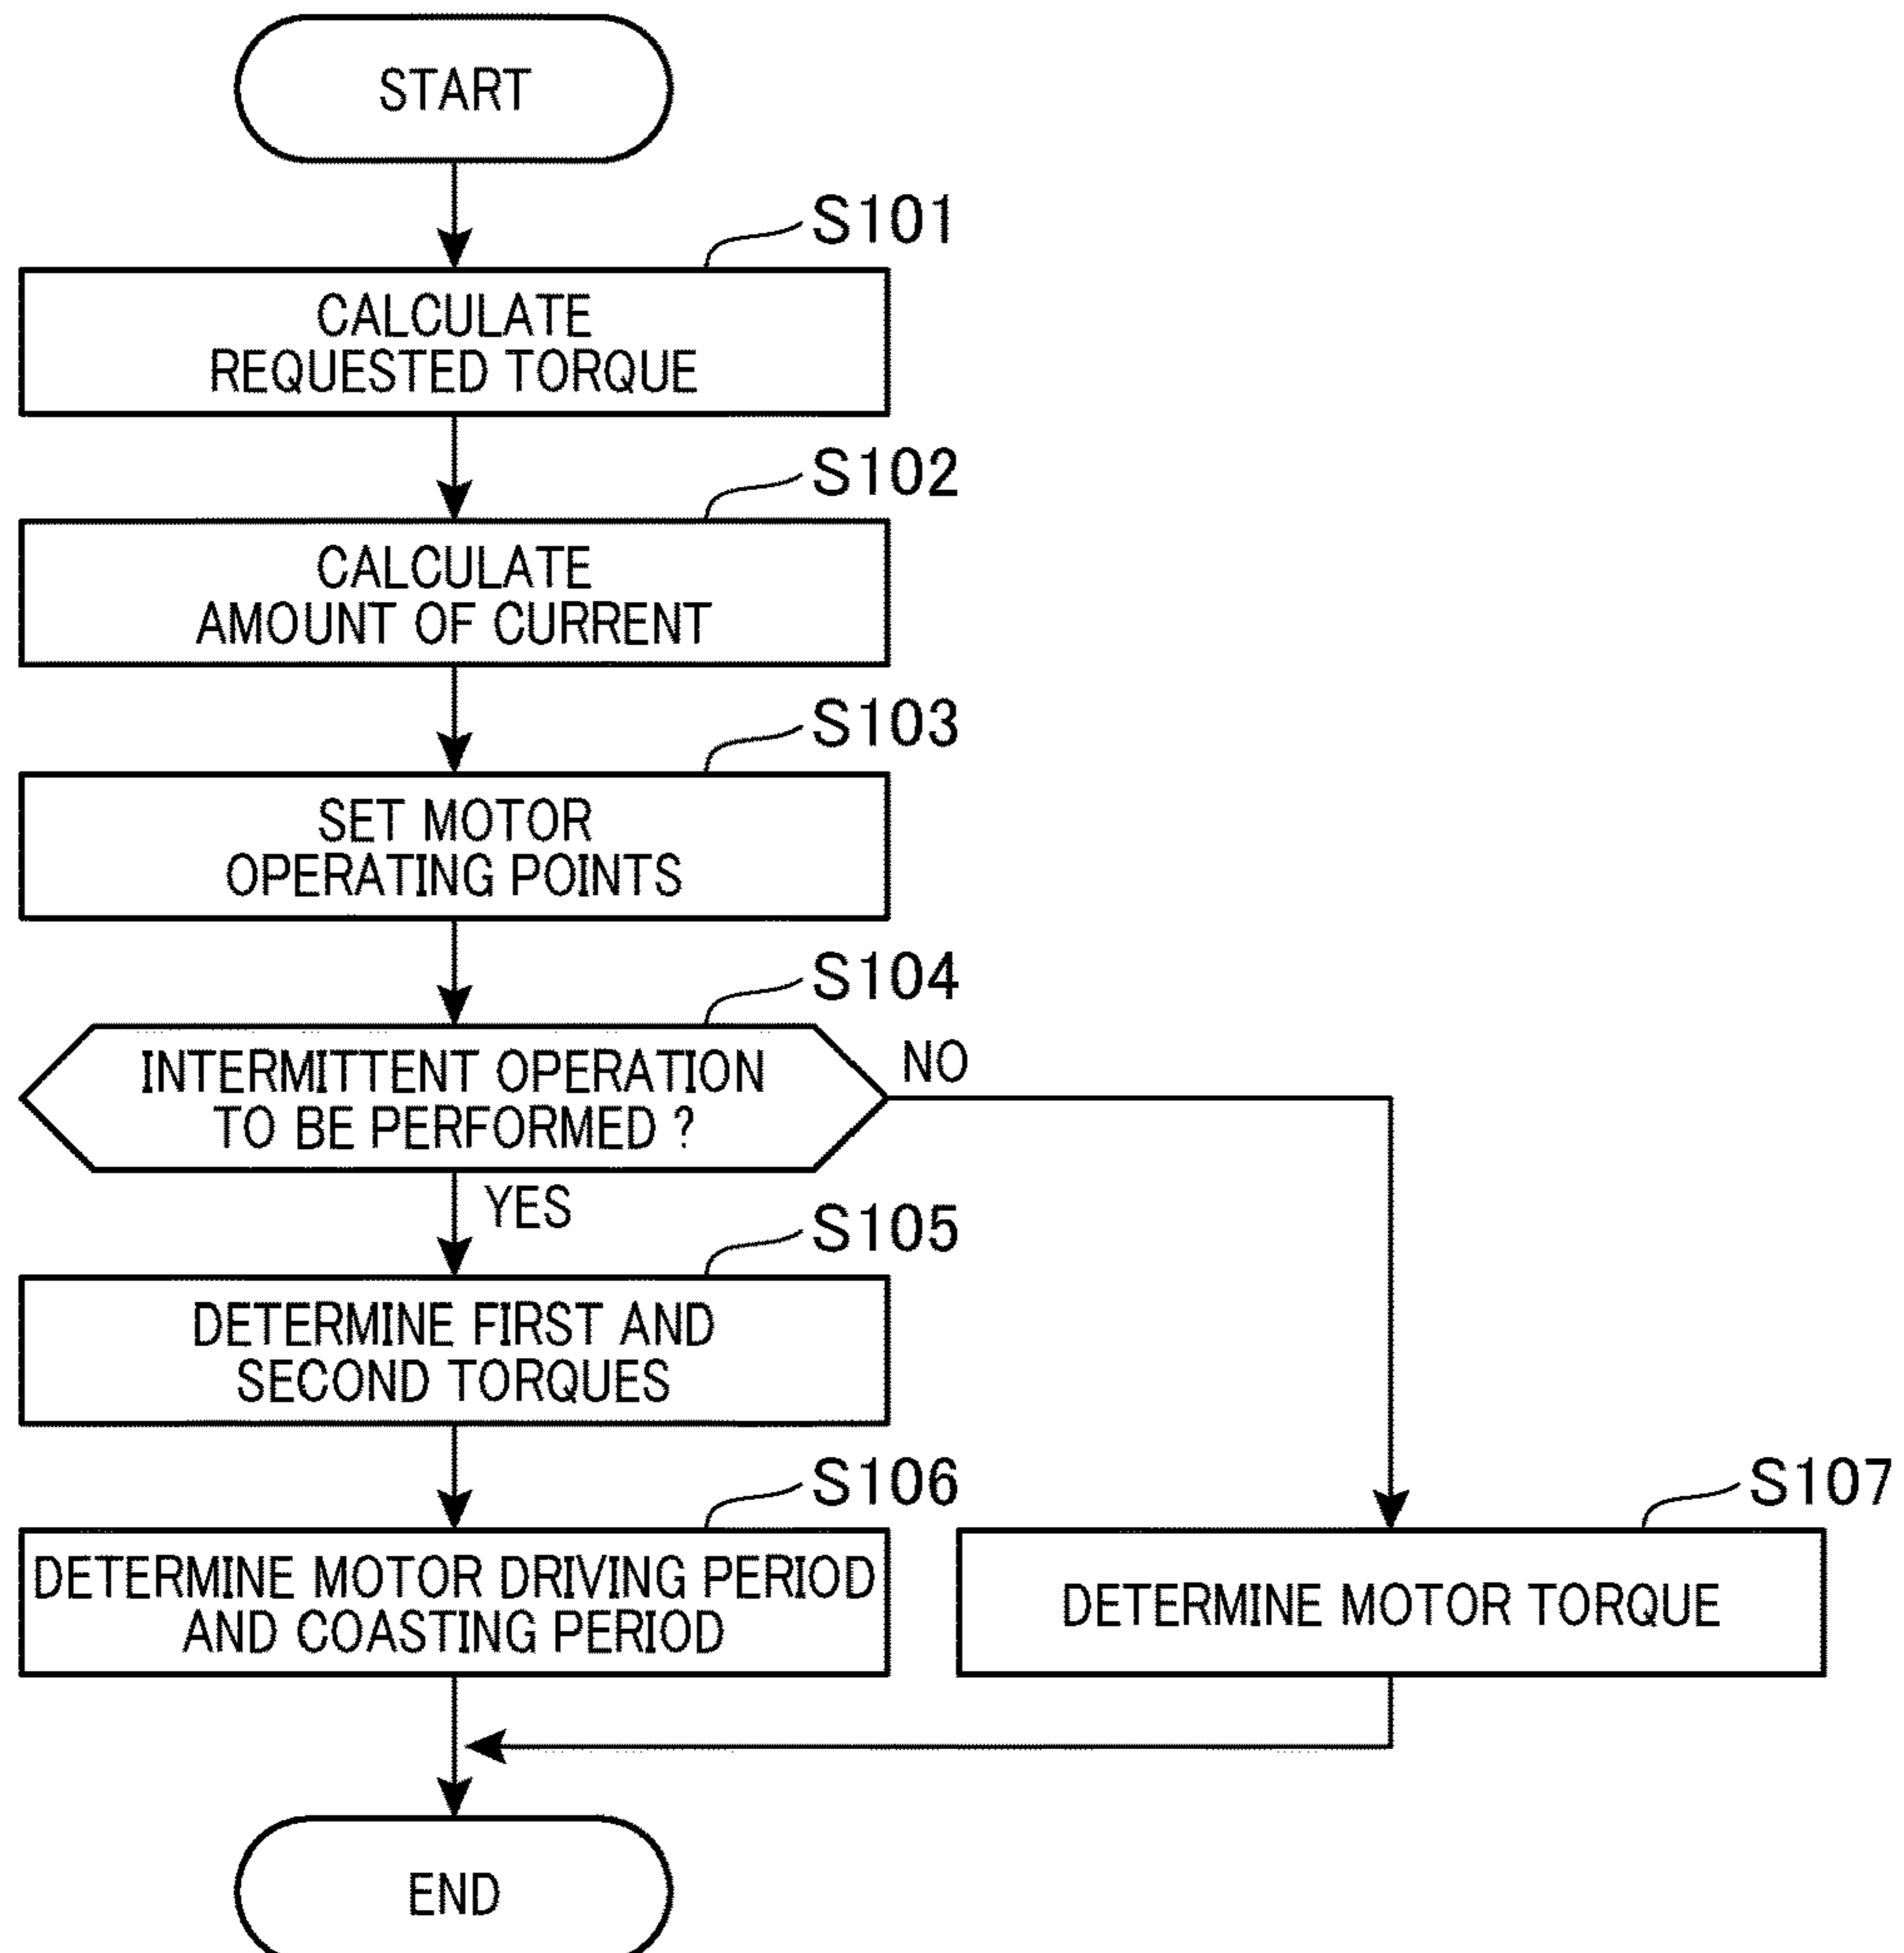 START
S101
CALCULATE
REQUESTED TORQUE
S102
CALCULATE
AMOUNT OF CURRENT
S103
SET MOTOR
OPERATING POINTS
S104
INTERMITTENT OPERATION
TO BE PERFORMED ?
NO
YES
S105
DETERMINE FIRST AND
SECOND TORQUES
S106
DETERMINE MOTOR DRIVING PERIOD
AND COASTING PERIOD
S107
DETERMINE MOTOR TORQUE
END